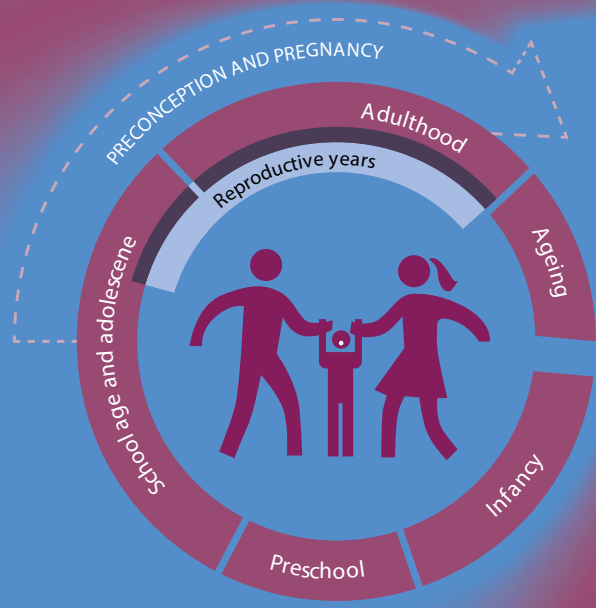 PRECONCEPTION AND PREGNANCY
Adulthood
Reproductive years
Ageing
School age and adolescene
Infancy
Preschool